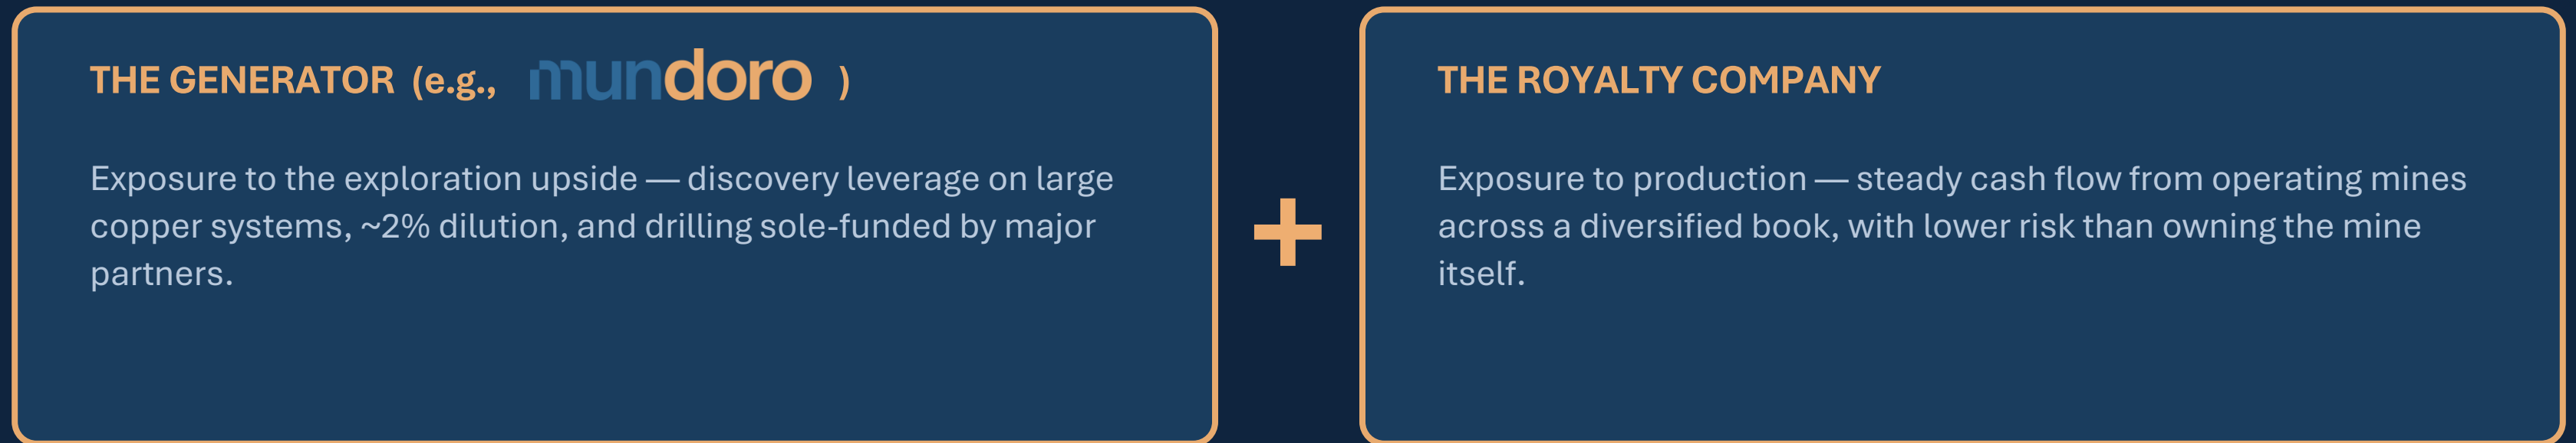 THE GENERATOR (e.g., mundoro )
Exposure to the exploration upside — discovery leverage on large
copper systems, ~2% dilution, and drilling sole-funded by major
partners.
+
THE ROYALTY COMPANY
Exposure to production — steady cash flow from operating mines
across a diversified book, with lower risk than owning the mine
itself.